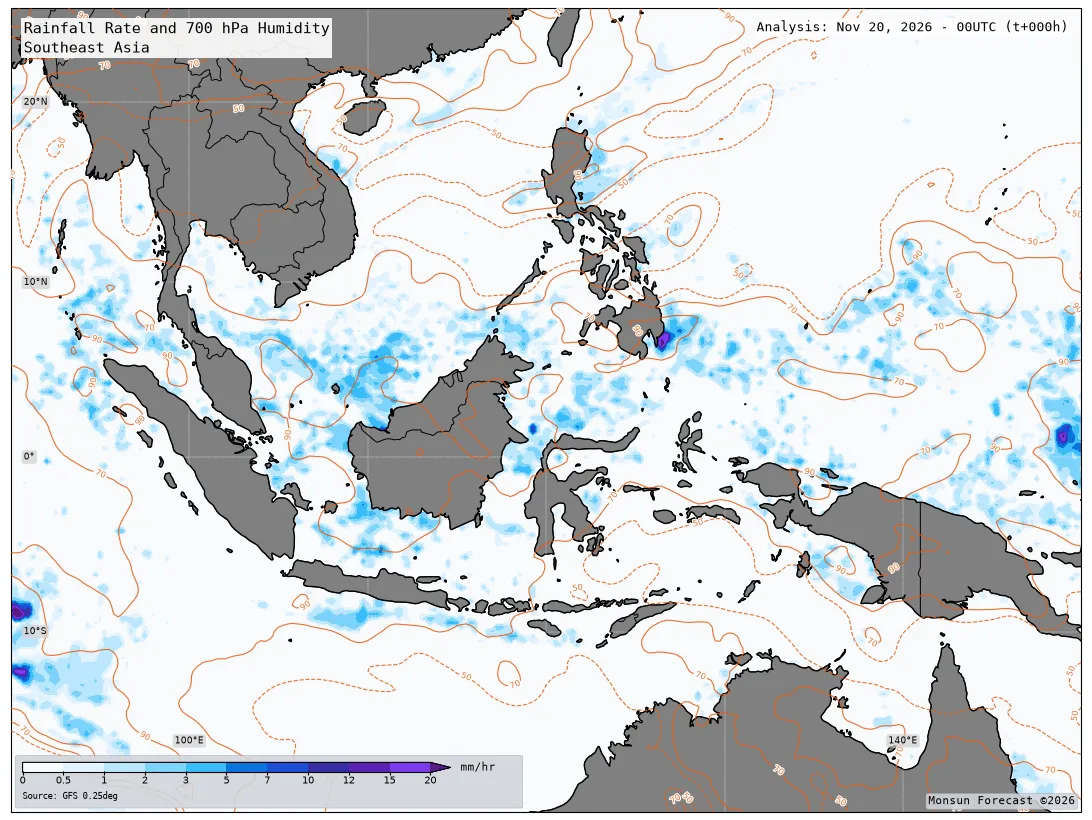 Rainfall Rate and 700 hPa Humidity
Southeast Asia
Analysis: Nov 20, 2026 - 00UTC (t+000h)
20°N
10°N
0°
10°S
100°E
140°E
mm/hr
0 0.5 1 2 3 5 7 10 12 15 20
Source: GFS 0.25deg
Monsun Forecast ©2026